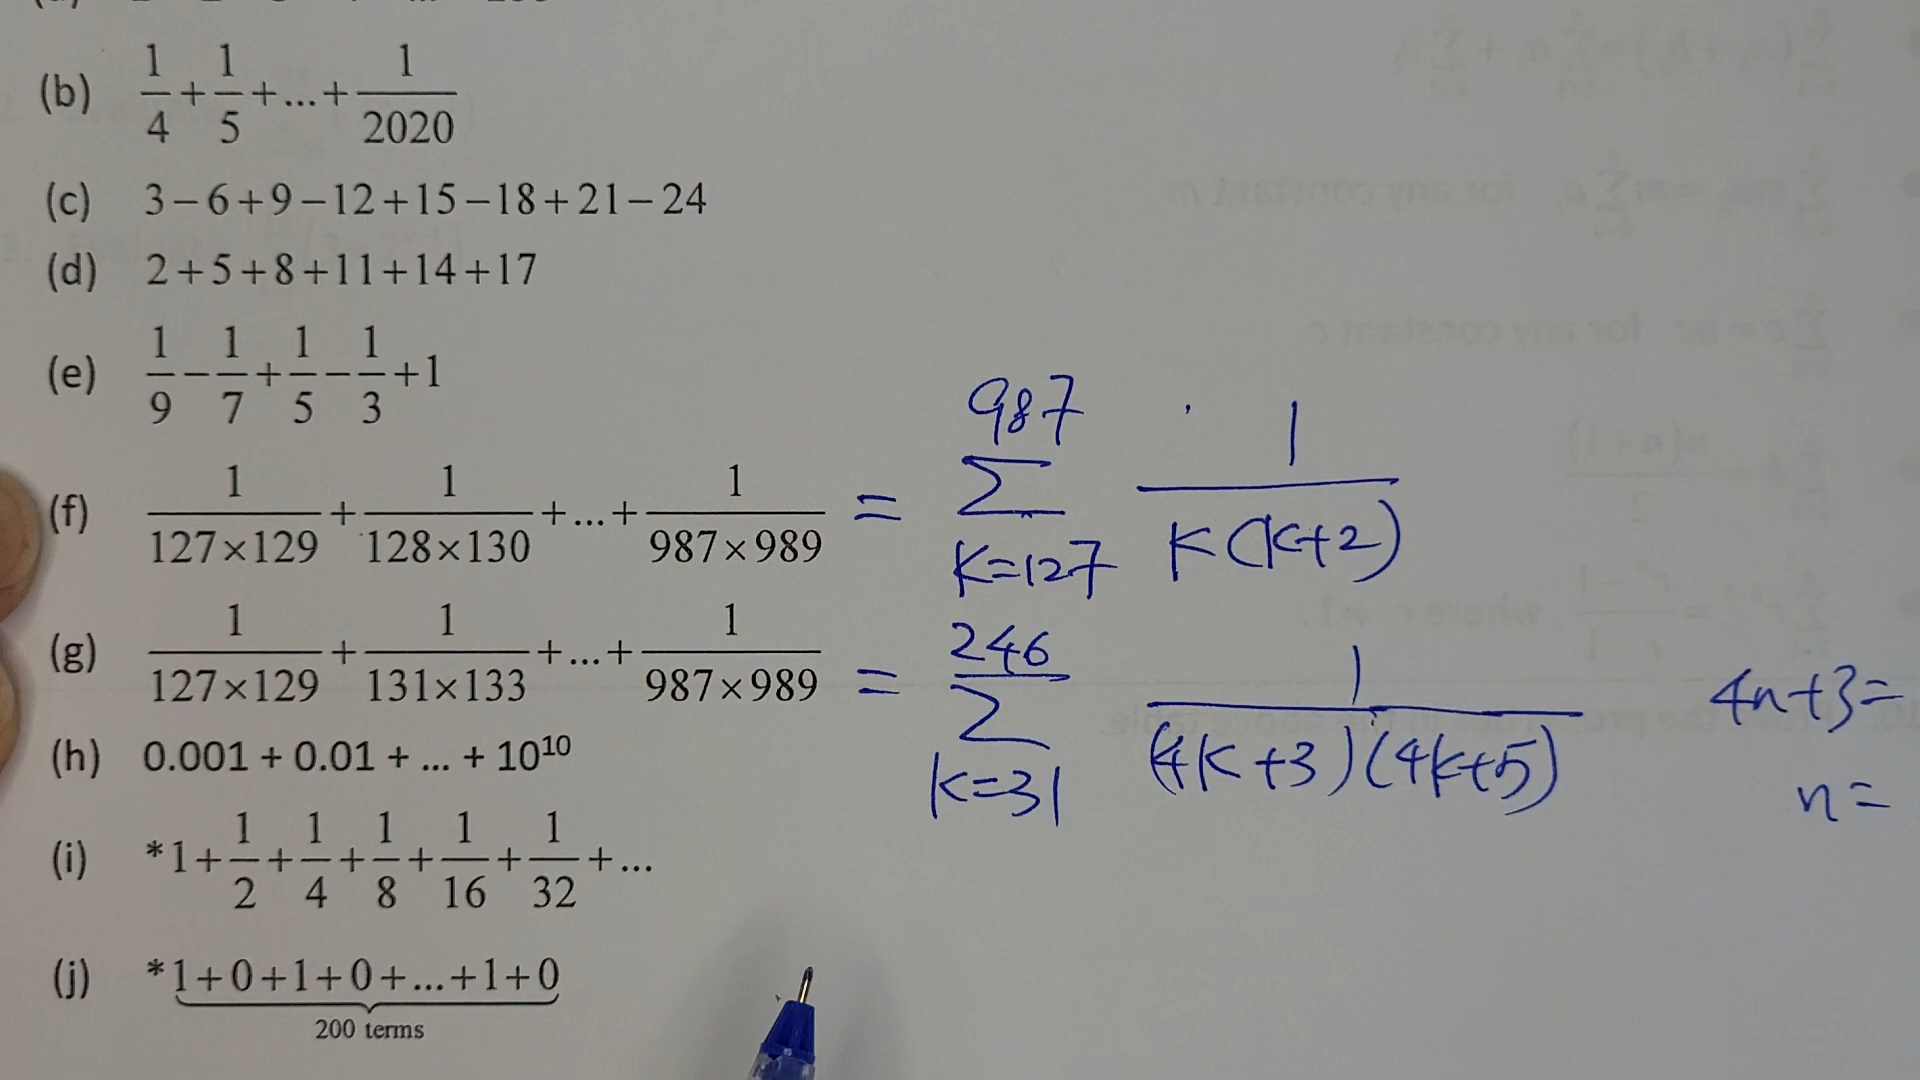 (b) 1/4 + 1/5 + ... + 1/2020
(c) 3 − 6 + 9 − 12 + 15 − 18 + 21 − 24
(d) 2 + 5 + 8 + 11 + 14 + 17
(e) 1/9 − 1/7 + 1/5 − 1/3 + 1
(f) 1/(127×129) + 1/(128×130) + ... + 1/(987×989) = ∑_{K=127}^{987} 1/(K(K+2))
(g) 1/(127×129) + 1/(131×133) + ... + 1/(987×989) = ∑_{K=31}^{246} 1/((4K+3)(4K+5))
4n+3=
n=
(h) 0.001 + 0.01 + ... + 10^10
(i) *1 + 1/2 + 1/4 + 1/8 + 1/16 + 1/32 + ...
(j) *1+0+1+0+...+1+0
200 terms